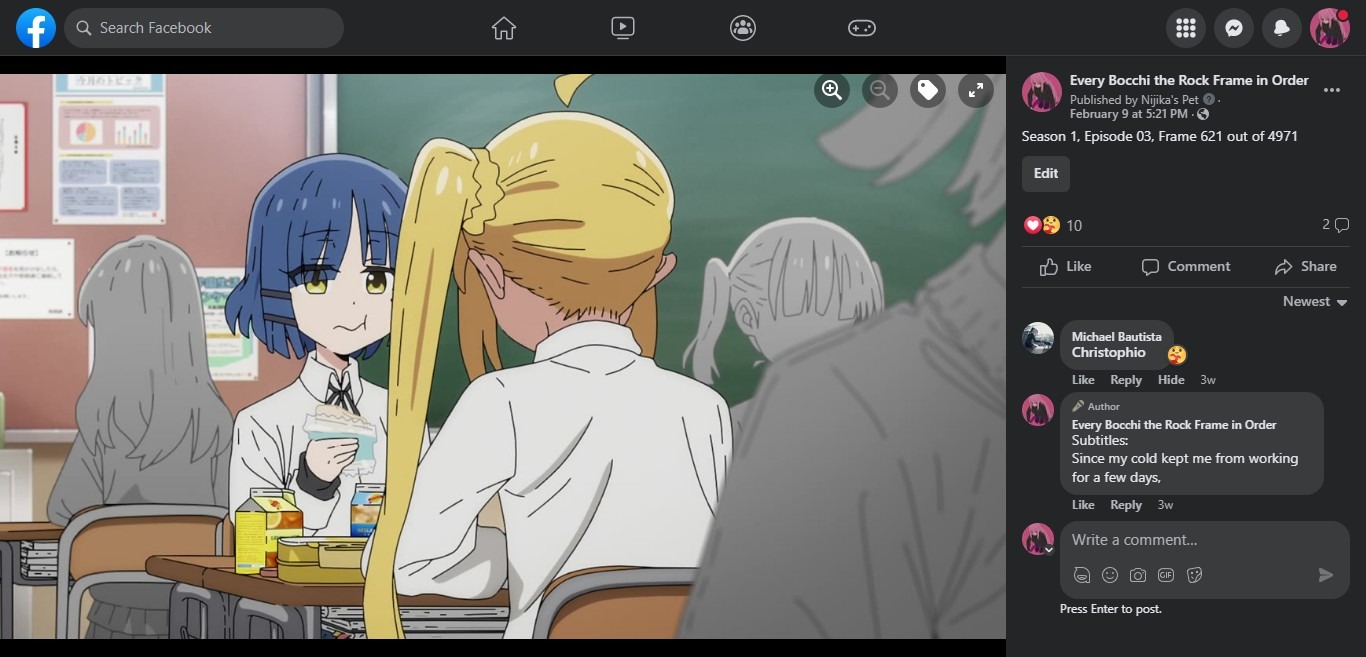 Search Facebook
今月のトピック
Every Bocchi the Rock Frame in Order
Published by Nijika's Pet ·
February 9 at 5:21 PM ·
Season 1, Episode 03, Frame 621 out of 4971
Edit
10
2
Like
Comment
Share
Newest
Michael Bautista
Christophio
Like Reply Hide 3w
Author
Every Bocchi the Rock Frame in Order
Subtitles:
Since my cold kept me from working
for a few days,
Like Reply 3w
Write a comment...
GIF
Press Enter to post.